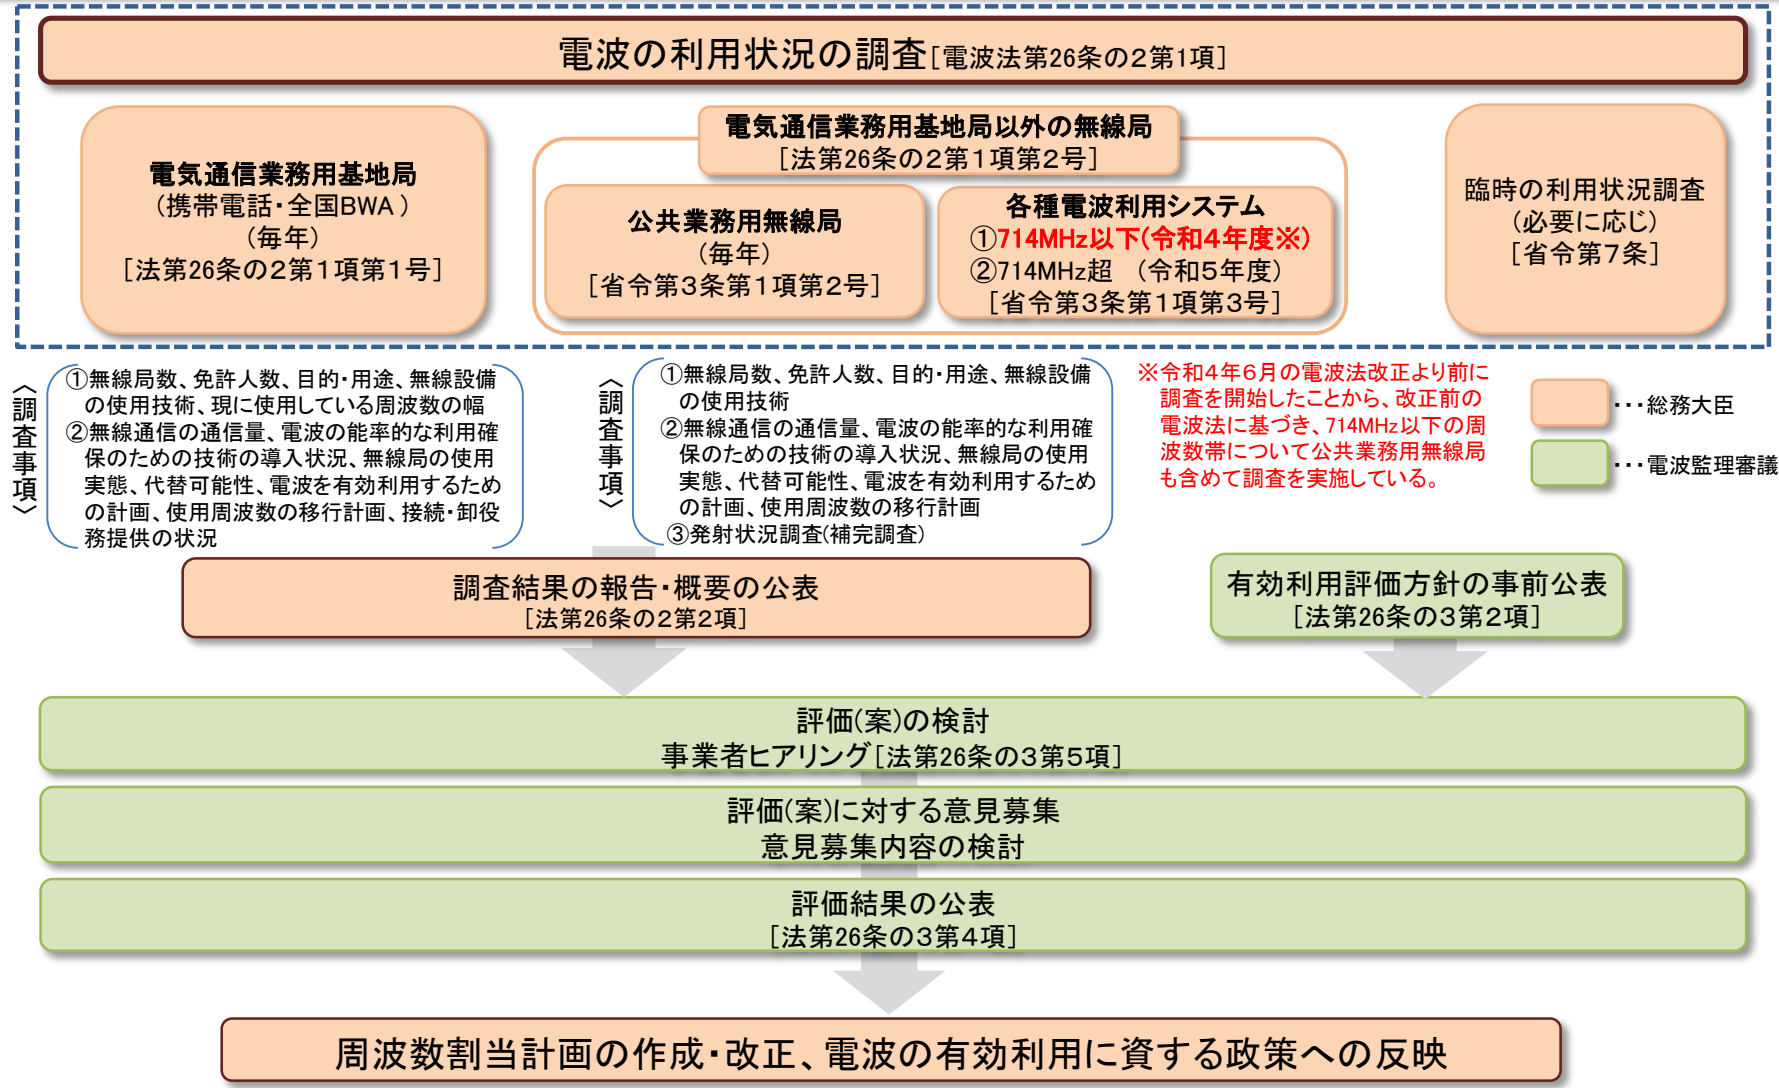 電波の利用状況の調査[電波法第26条の２第1項]
電気通信業務用基地局
(携帯電話・全国BWA)
(毎年)
[法第26条の２第１項第１号]
電気通信業務用基地局以外の無線局
[法第26条の２第１項第２号]
公共業務用無線局
(毎年)
[省令第３条第１項第２号]
各種電波利用システム
①714MHz以下(令和４年度※)
②714MHz超　(令和５年度)
[省令第３条第１項第３号]
臨時の利用状況調査
(必要に応じ)
[省令第７条]
〈調査事項〉
①無線局数、免許人数、目的・用途、無線設備
の使用技術、現に使用している周波数の幅
②無線通信の通信量、電波の能率的な利用確
保のための技術の導入状況、無線局の使用
実態、代替可能性、電波を有効利用するため
の計画、使用周波数の移行計画、接続・卸役
務提供の状況
〈調査事項〉
①無線局数、免許人数、目的・用途、無線設備
の使用技術
②無線通信の通信量、電波の能率的な利用確
保のための技術の導入状況、無線局の使用
実態、代替可能性、電波を有効利用するため
の計画、使用周波数の移行計画
③発射状況調査(補完調査)
※令和４年６月の電波法改正より前に
調査を開始したことから、改正前の
電波法に基づき、714MHz以下の周
波数帯について公共業務用無線局
も含めて調査を実施している。
・・・総務大臣
・・・電波監理審議
調査結果の報告・概要の公表
[法第26条の２第２項]
有効利用評価方針の事前公表
[法第26条の３第２項]
評価(案)の検討
事業者ヒアリング[法第26条の３第５項]
評価(案)に対する意見募集
意見募集内容の検討
評価結果の公表
[法第26条の３第４項]
周波数割当計画の作成・改正、電波の有効利用に資する政策への反映